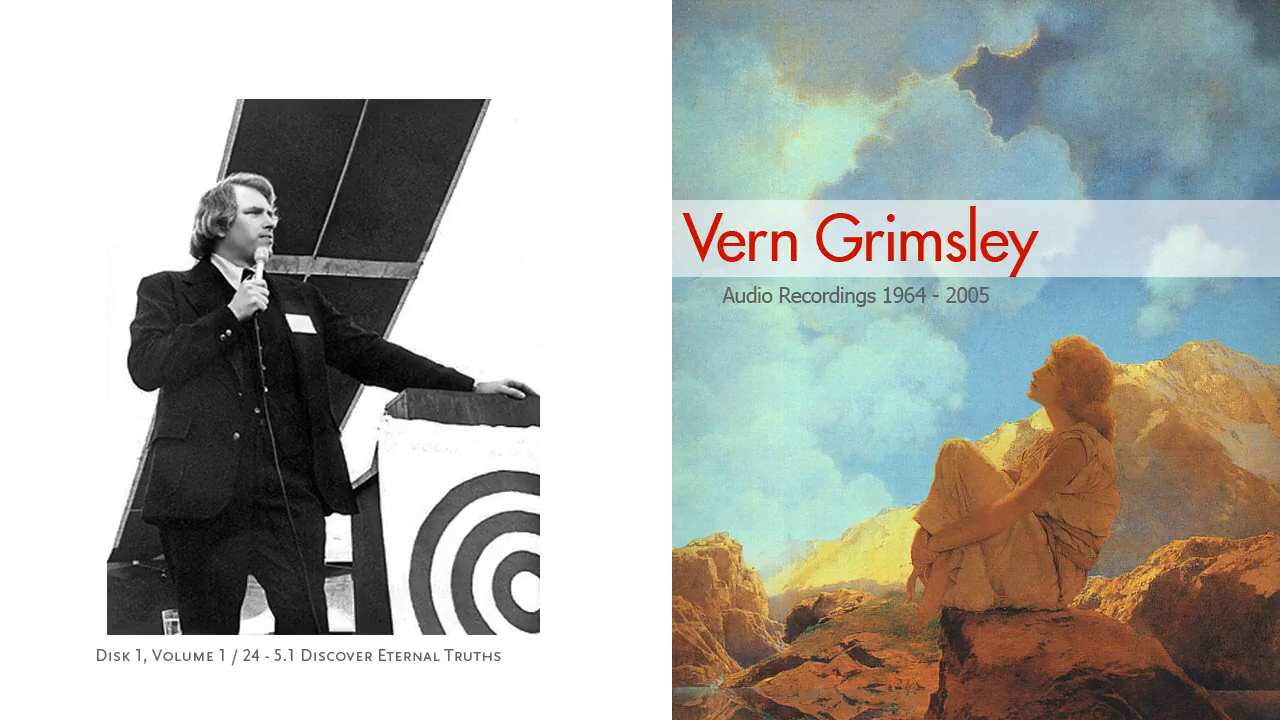 Vern Grimsley
Audio Recordings 1964 - 2005
Disk 1, Volume 1 / 24 - 5.1 Discover Eternal Truths